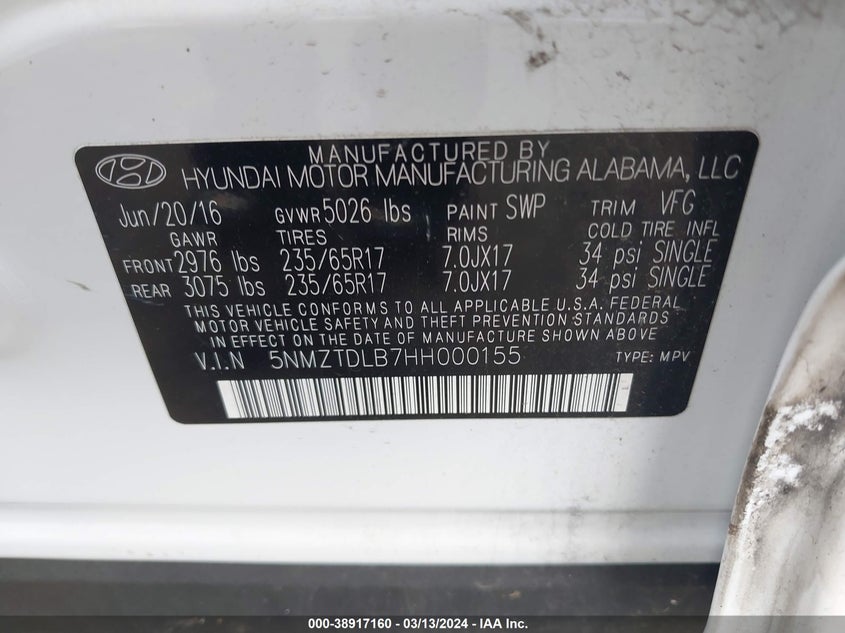 MANUFACTURED BY
HYUNDAI MOTOR MANUFACTURING ALABAMA, LLC
Jun/20/16 GVWR 5026 lbs PAINT SWP TRIM VFG
GAWR TIRES RIMS COLD TIRE INFL
FRONT 2976 lbs 235/65R17 7.0JX17 34 psi SINGLE
REAR 3075 lbs 235/65R17 7.0JX17 34 psi SINGLE
THIS VEHICLE CONFORMS TO ALL APPLICABLE U.S.A. FEDERAL
MOTOR VEHICLE SAFETY AND THEFT PREVENTION STANDARDS
IN EFFECT ON THE DATE OF MANUFACTURE SHOWN ABOVE
V.I.N 5NMZTDLB7HH000155 TYPE: MPV
000-38917160 - 03/13/2024 - IAA Inc.